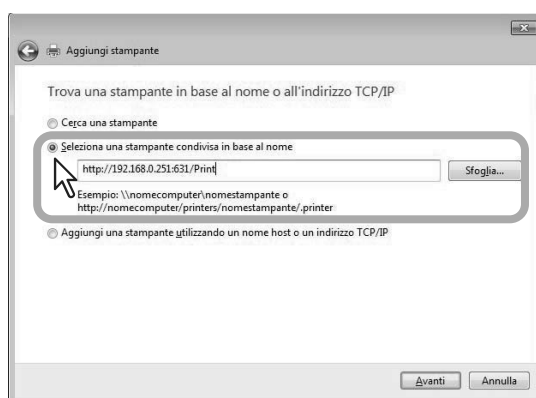 Aggiungi stampante
Trova una stampante in base al nome o all'indirizzo TCP/IP
Cerca una stampante
Seleziona una stampante condivisa in base al nome
http://192.168.0.251:631/Print
Sfoglia...
Esempio: \\nomecomputer\nomestampante o
http://nomecomputer/printers/nomestampante/.printer
Aggiungi una stampante utilizzando un nome host o un indirizzo TCP/IP
Avanti
Annulla